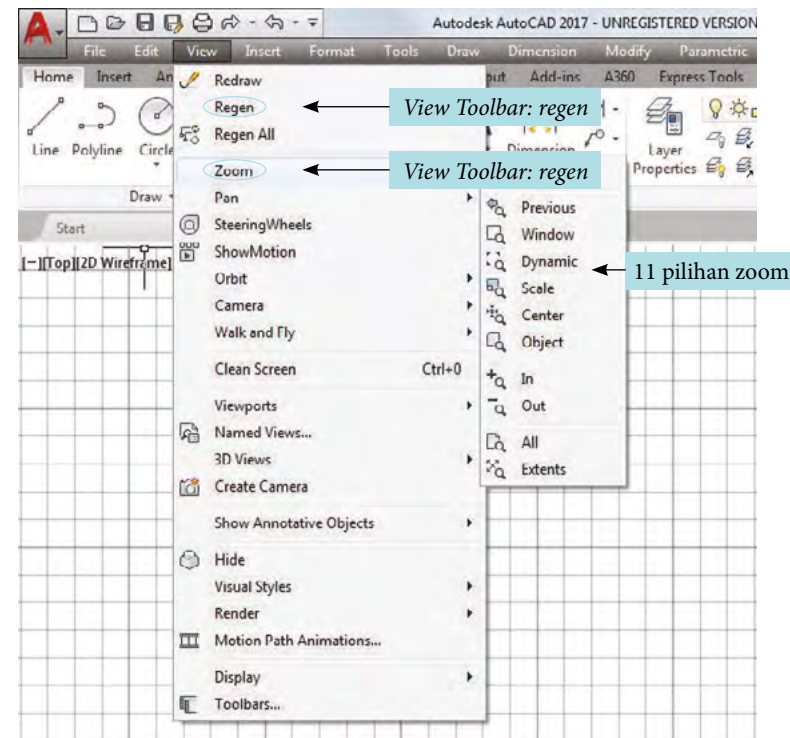 Autodesk AutoCAD 2017 - UNREGISTERED VERSION
File Edit View Insert Format Tools Draw Dimension Modify Parametric
Home Insert An put Add-ins A360 Express Tools
Line Polyline Circle Dimension Layer Properties
Draw
Start
[−][Top][2D Wireframe]
Redraw
Regen
View Toolbar: regen
Regen All
Zoom
View Toolbar: regen
Pan
SteeringWheels
ShowMotion
Orbit
Camera
Walk and Fly
Clean Screen Ctrl+0
Viewports
Named Views...
3D Views
Create Camera
Show Annotative Objects
Hide
Visual Styles
Render
Motion Path Animations...
Display
Toolbars...
Previous
Window
Dynamic
11 pilihan zoom
Scale
Center
Object
In
Out
All
Extents